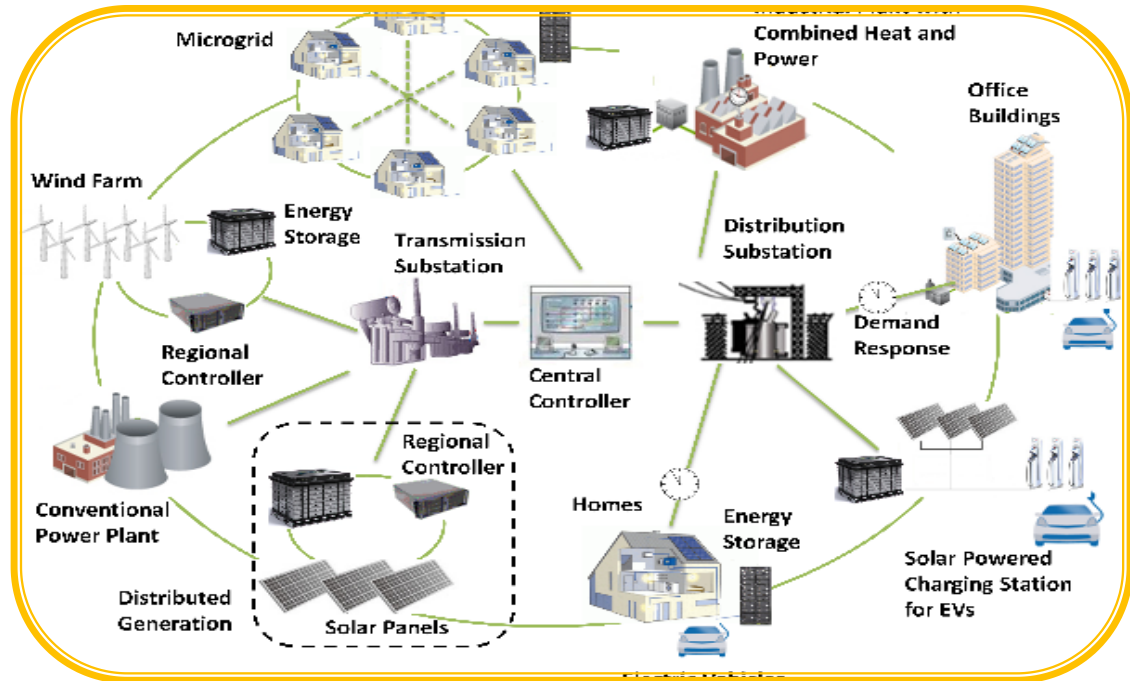 Microgrid
Combined Heat and
Power
Office
Buildings
Wind Farm
Energy
Storage
Transmission
Substation
Distribution
Substation
Regional
Controller
Central
Controller
Demand
Response
Regional
Controller
Conventional
Power Plant
Homes
Energy
Storage
Distributed
Generation
Solar Panels
Solar Powered
Charging Station
for EVs